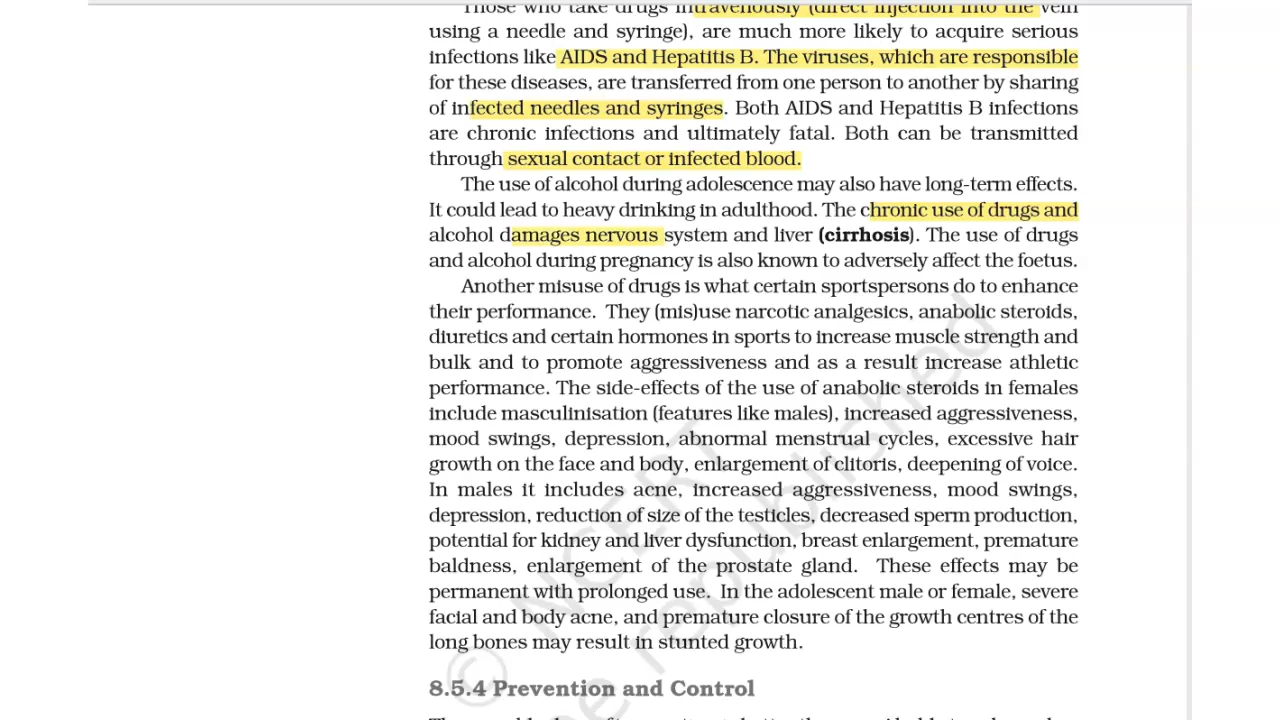 Those who take drugs intravenously (direct injection into the vein
using a needle and syringe), are much more likely to acquire serious
infections like AIDS and Hepatitis B. The viruses, which are responsible
for these diseases, are transferred from one person to another by sharing
of infected needles and syringes. Both AIDS and Hepatitis B infections
are chronic infections and ultimately fatal. Both can be transmitted
through sexual contact or infected blood.
The use of alcohol during adolescence may also have long-term effects.
It could lead to heavy drinking in adulthood. The chronic use of drugs and
alcohol damages nervous system and liver (cirrhosis). The use of drugs
and alcohol during pregnancy is also known to adversely affect the foetus.
Another misuse of drugs is what certain sportspersons do to enhance
their performance. They (mis)use narcotic analgesics, anabolic steroids,
diuretics and certain hormones in sports to increase muscle strength and
bulk and to promote aggressiveness and as a result increase athletic
performance. The side-effects of the use of anabolic steroids in females
include masculinisation (features like males), increased aggressiveness,
mood swings, depression, abnormal menstrual cycles, excessive hair
growth on the face and body, enlargement of clitoris, deepening of voice.
In males it includes acne, increased aggressiveness, mood swings,
depression, reduction of size of the testicles, decreased sperm production,
potential for kidney and liver dysfunction, breast enlargement, premature
baldness, enlargement of the prostate gland. These effects may be
permanent with prolonged use. In the adolescent male or female, severe
facial and body acne, and premature closure of the growth centres of the
long bones may result in stunted growth.
8.5.4 Prevention and Control
© NCERT
be republished